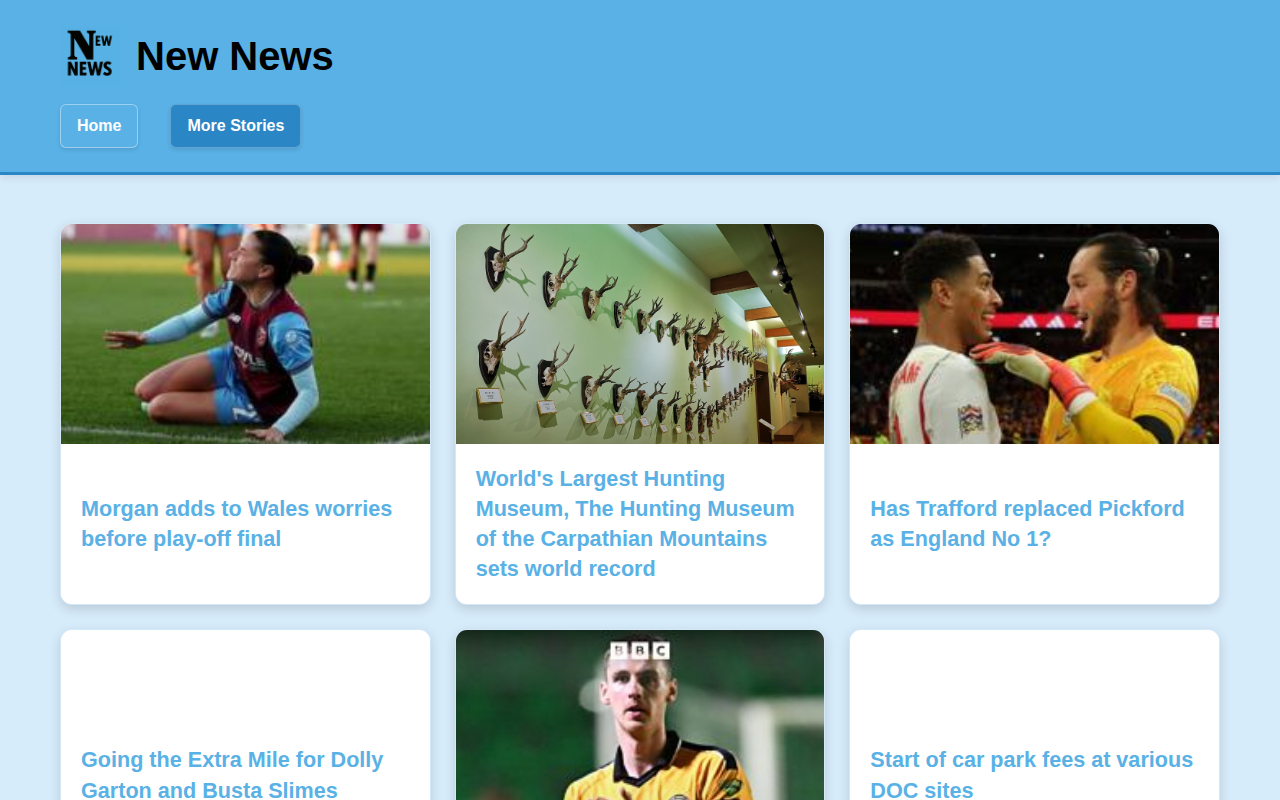 New
News
New News
Home
More Stories
Morgan adds to Wales worries
before play-off final
World's Largest Hunting
Museum, The Hunting Museum
of the Carpathian Mountains
sets world record
Has Trafford replaced Pickford
as England No 1?
BBC
Going the Extra Mile for Dolly
Garton and Busta Slimes
Start of car park fees at various
DOC sites